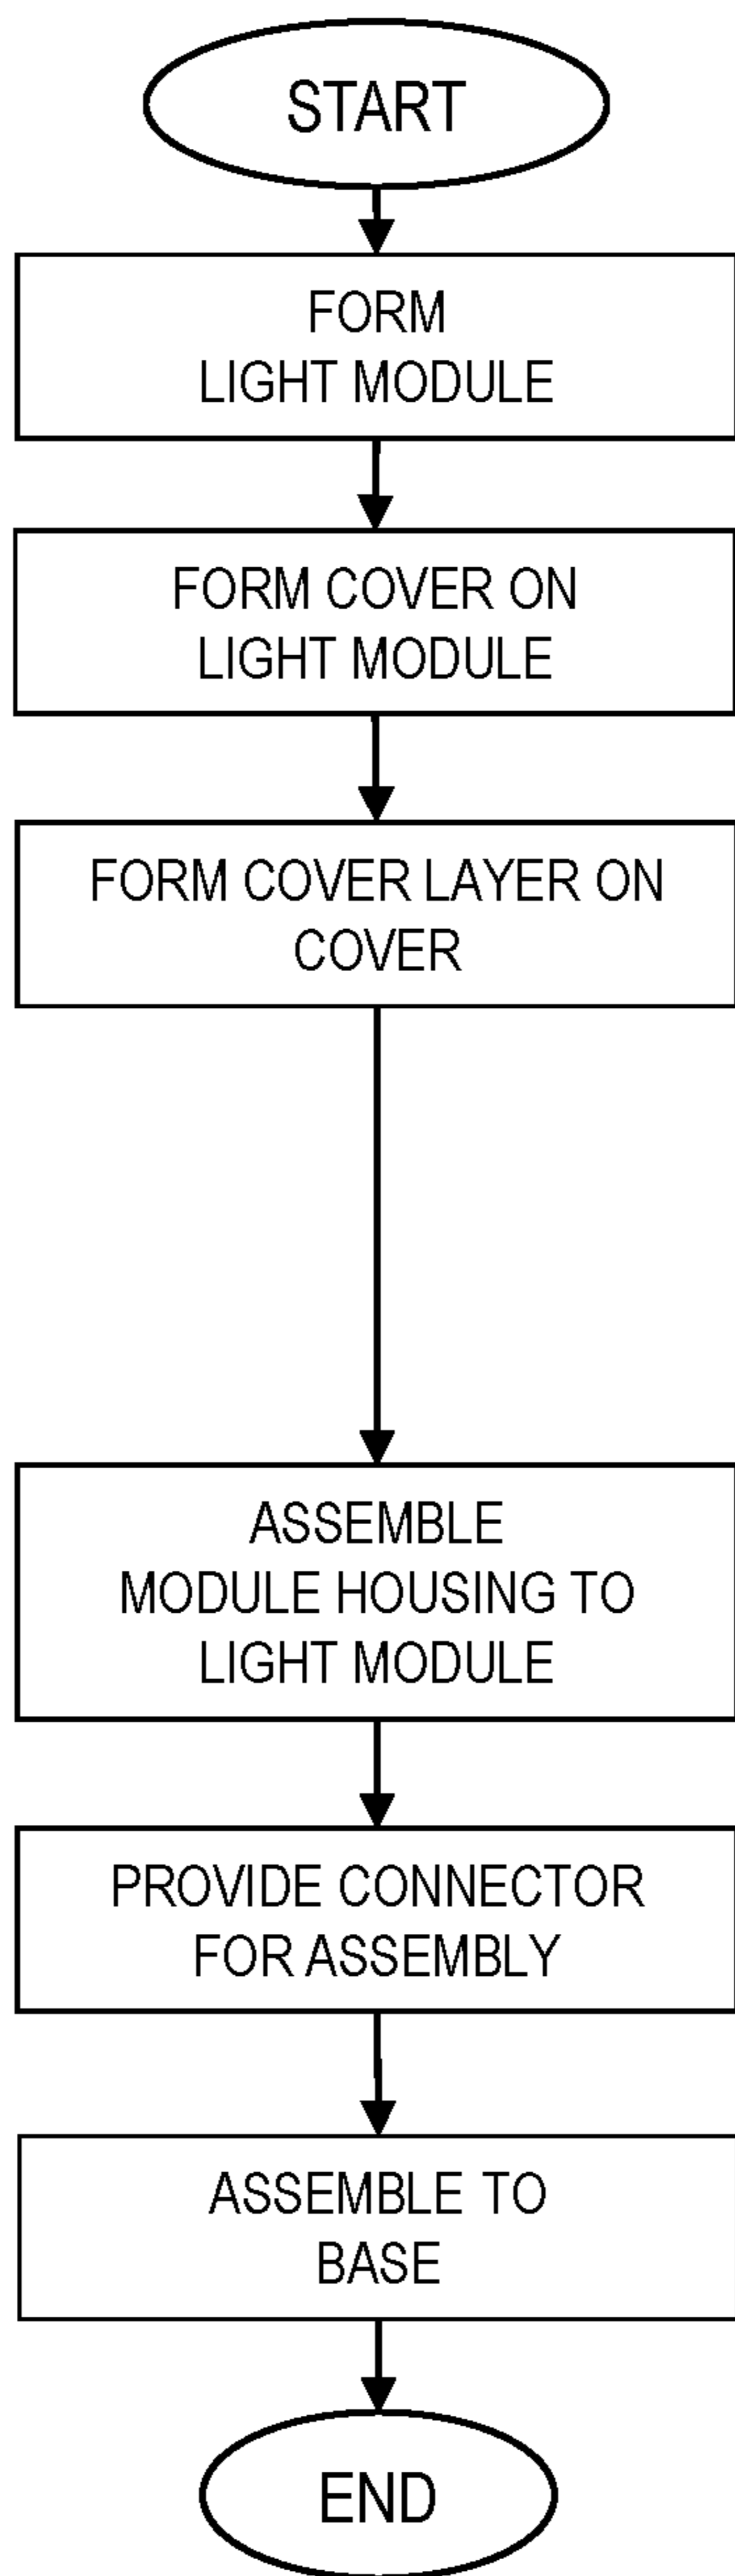 START
FORM
LIGHT MODULE
FORM COVER ON
LIGHT MODULE
FORM COVER LAYER ON
COVER
ASSEMBLE
MODULE HOUSING TO
LIGHT MODULE
PROVIDE CONNECTOR
FOR ASSEMBLY
ASSEMBLE TO
BASE
END